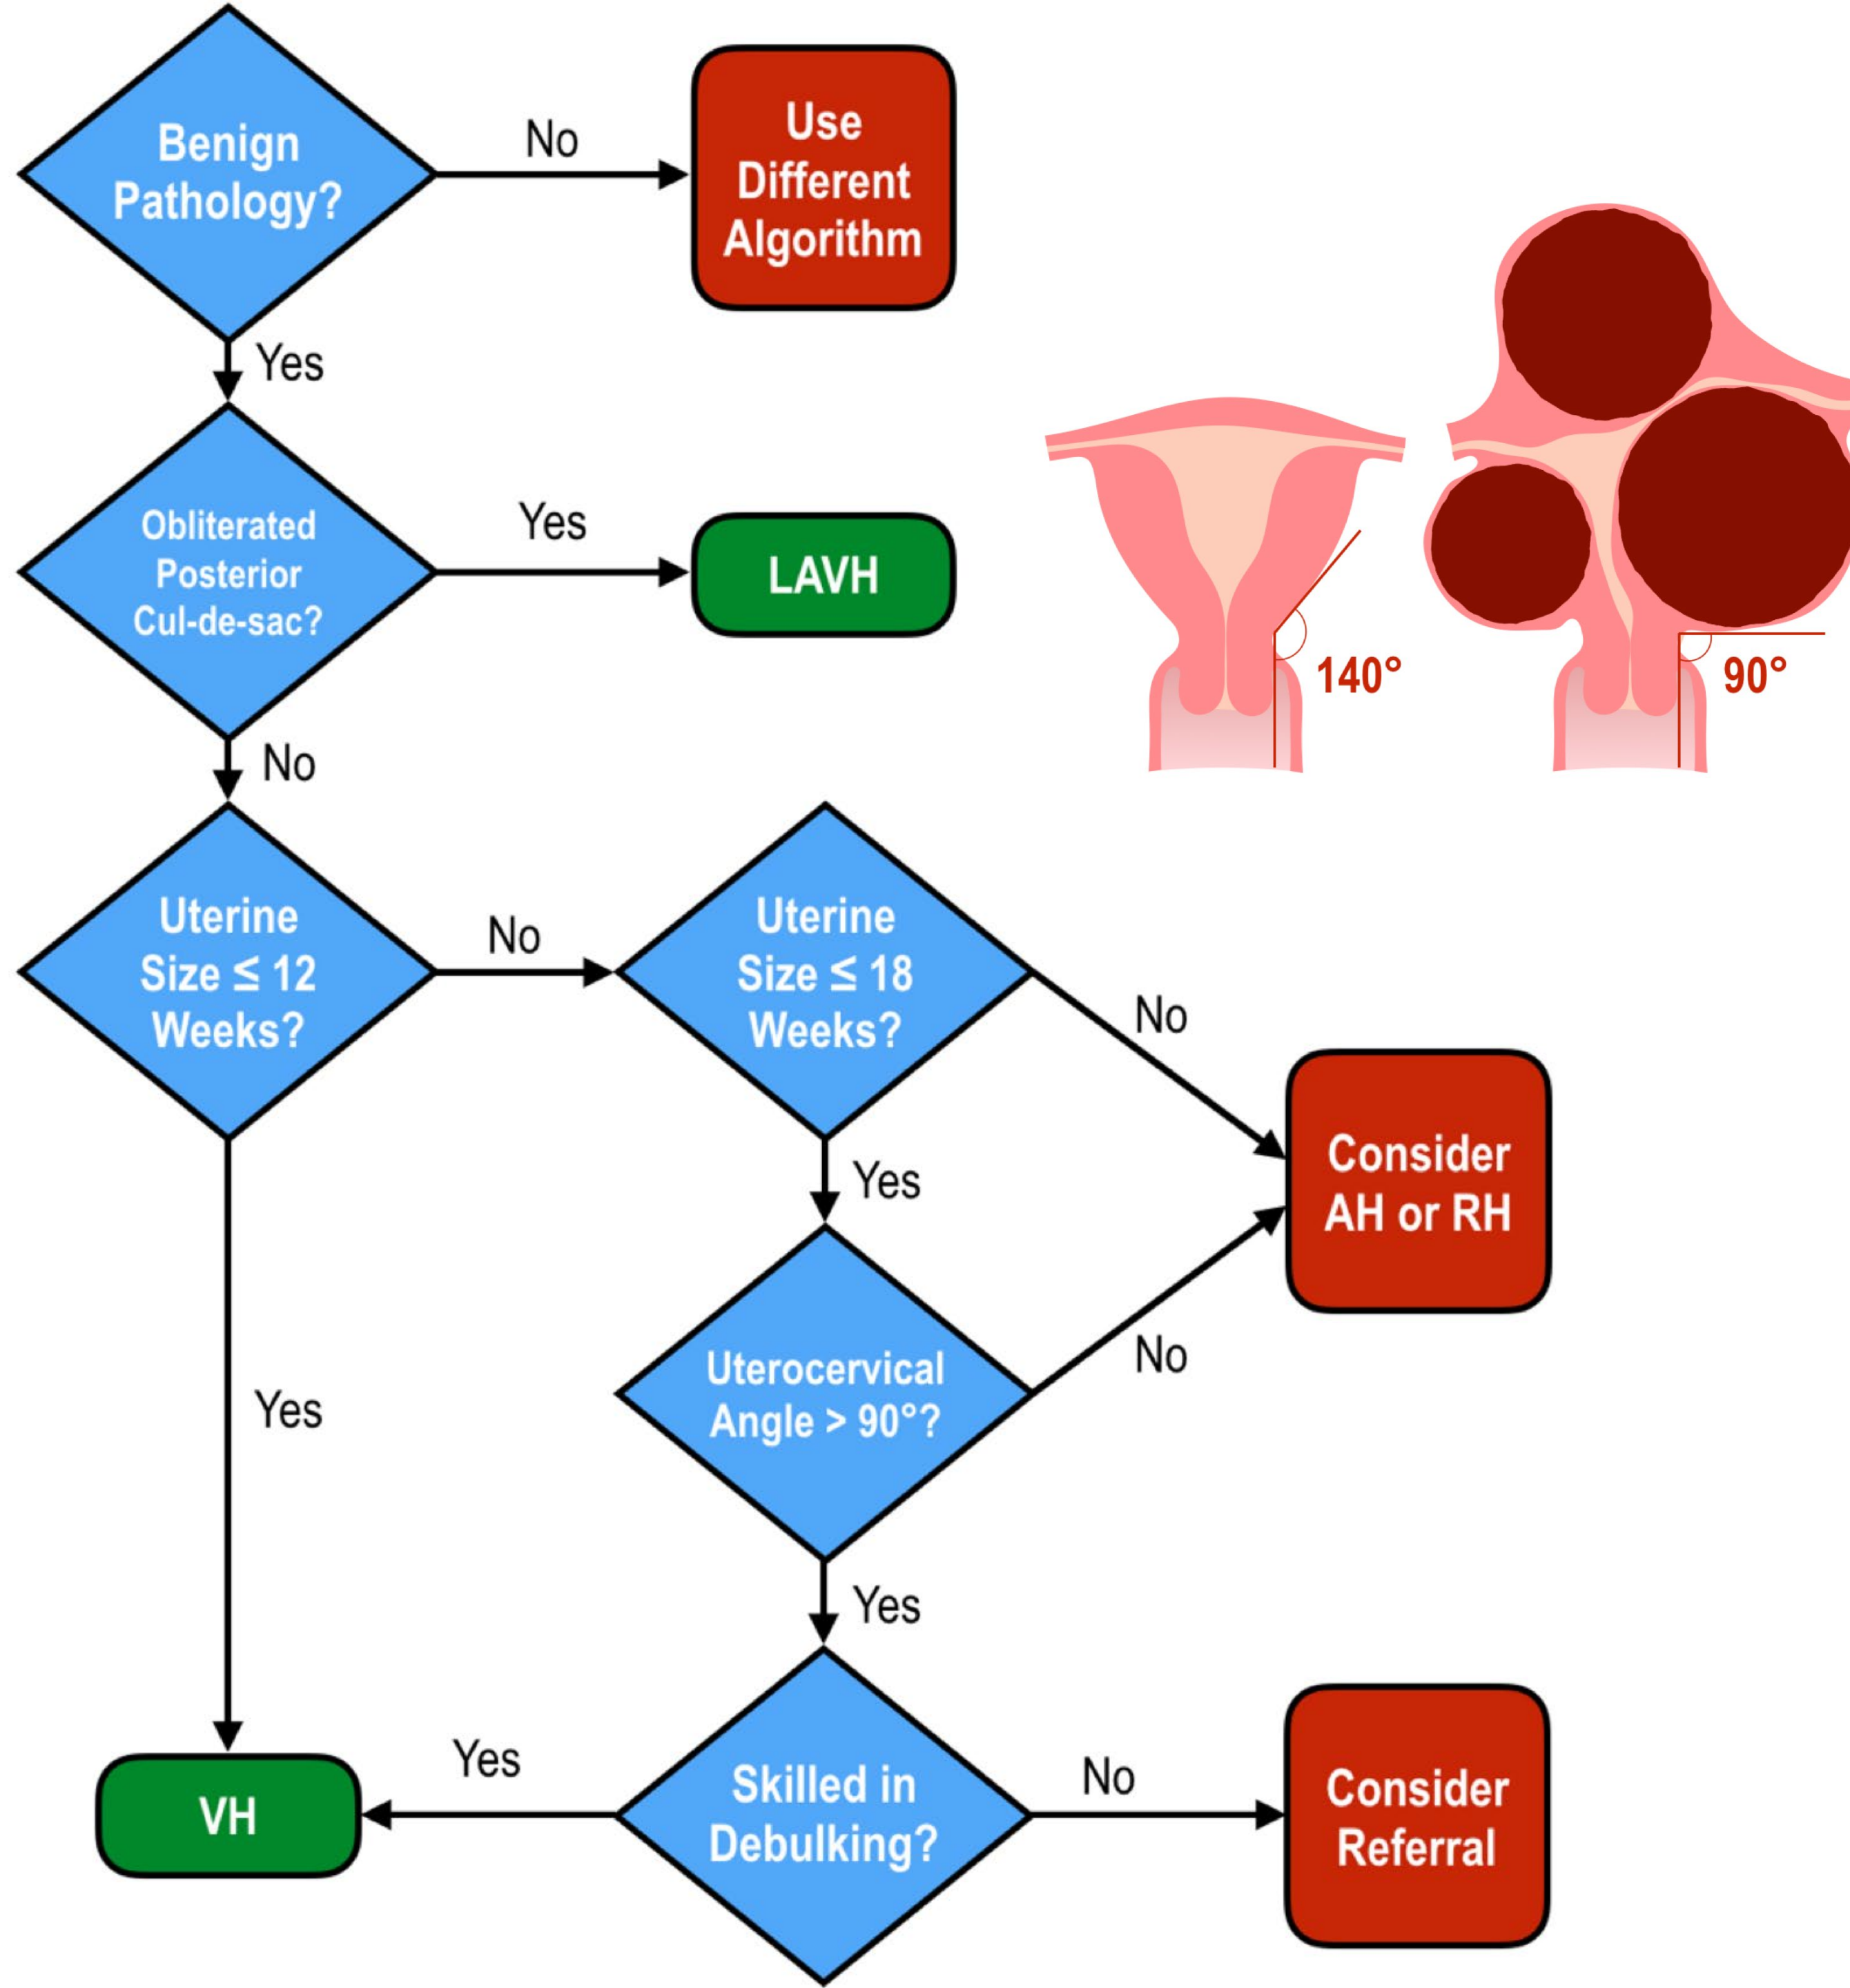 Benign
Pathology?
No
Use
Different
Algorithm
Yes
Obliterated
Posterior
Cul-de-sac?
Yes
LAVH
140°
90°
No
Uterine
Size ≤ 12
Weeks?
No
Uterine
Size ≤ 18
Weeks?
No
Consider
AH or RH
Yes
Uterocervical
Angle > 90°?
No
Yes
Yes
Skilled in
Debulking?
Yes
VH
No
Consider
Referral